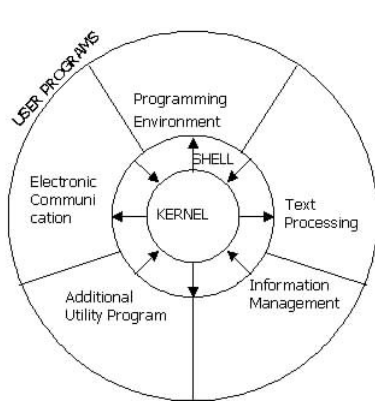 USER PROGRAMS
Programming
Environment
SHELL
Electronic
Communi
cation
KERNEL
Text
Processing
Information
Management
Additional
Utility Program